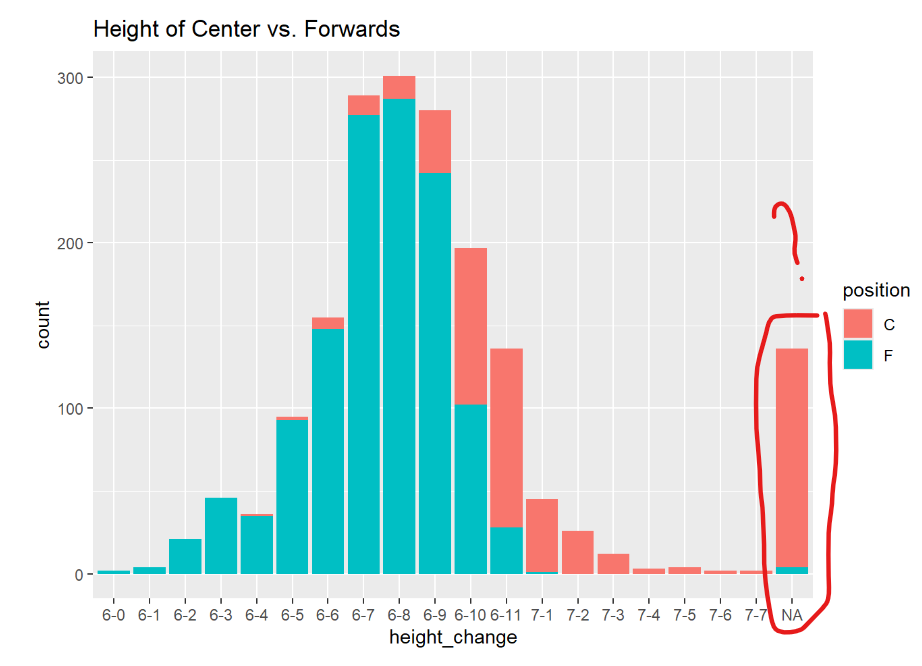 Height of Center vs. Forwards
300
200
100
0
count
6-0 6-1 6-2 6-3 6-4 6-5 6-6 6-7 6-8 6-9 6-10 6-11 7-1 7-2 7-3 7-4 7-5 7-6 7-7 NA
height_change
?
position
C
F